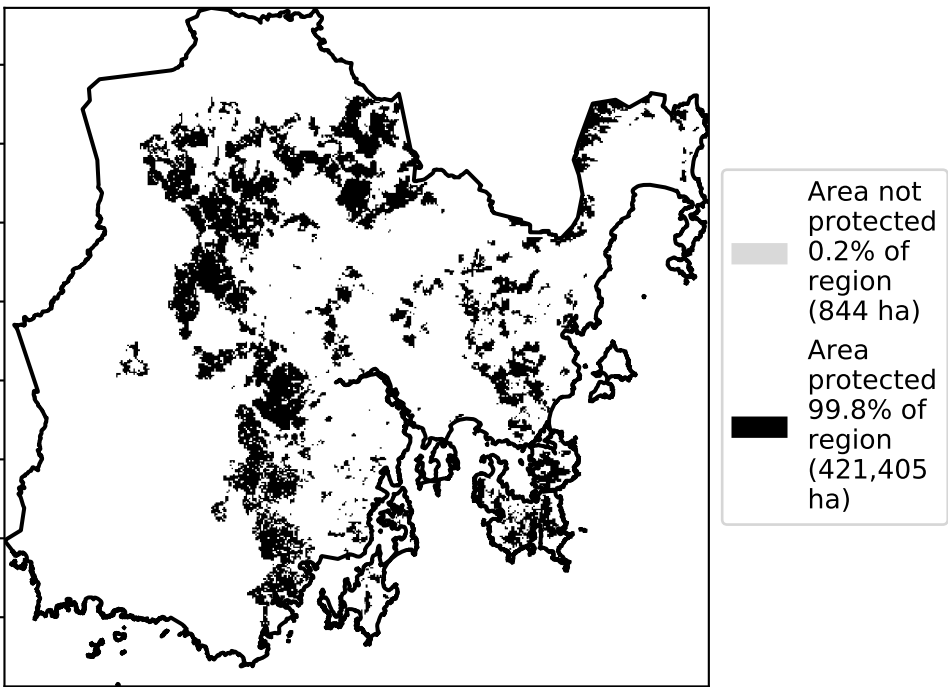 Area not
protected
0.2% of
region
(844 ha)
Area
protected
99.8% of
region
(421,405
ha)